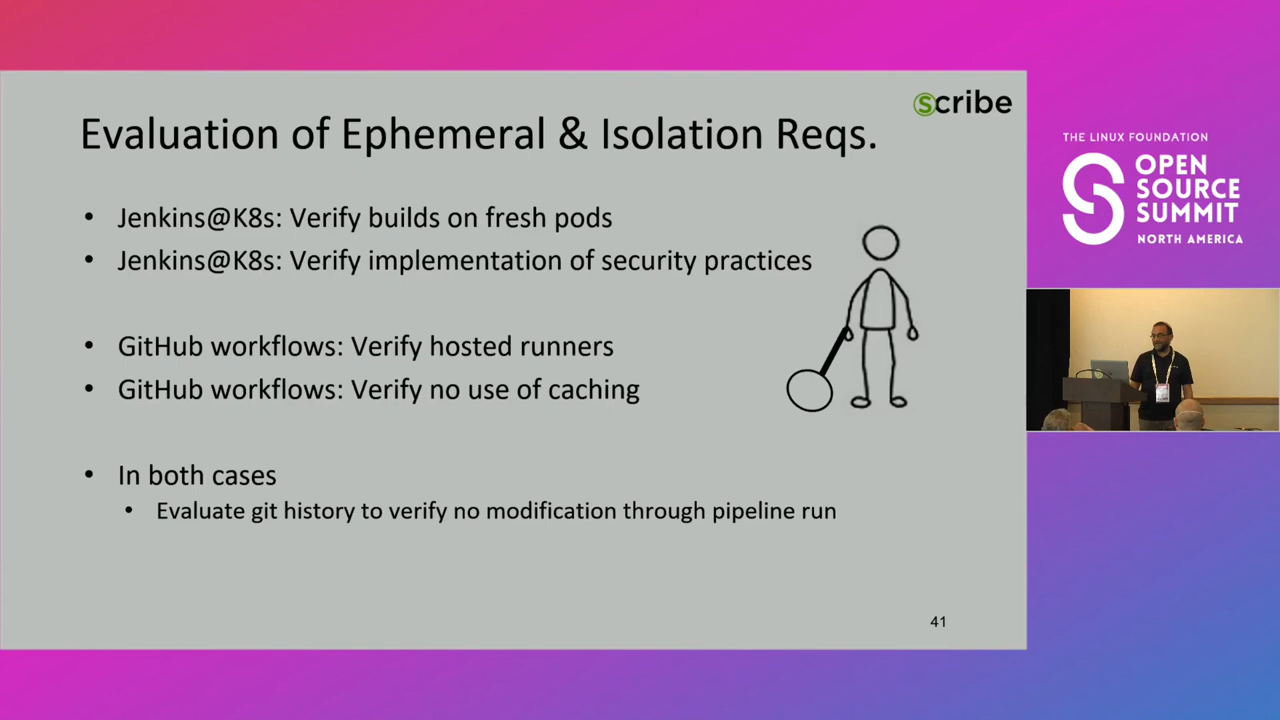 scribe
Evaluation of Ephemeral & Isolation Reqs.
• Jenkins@K8s: Verify builds on fresh pods
• Jenkins@K8s: Verify implementation of security practices
• GitHub workflows: Verify hosted runners
• GitHub workflows: Verify no use of caching
• In both cases
• Evaluate git history to verify no modification through pipeline run
41
THE LINUX FOUNDATION
OPEN
SOURCE
SUMMIT
NORTH AMERICA